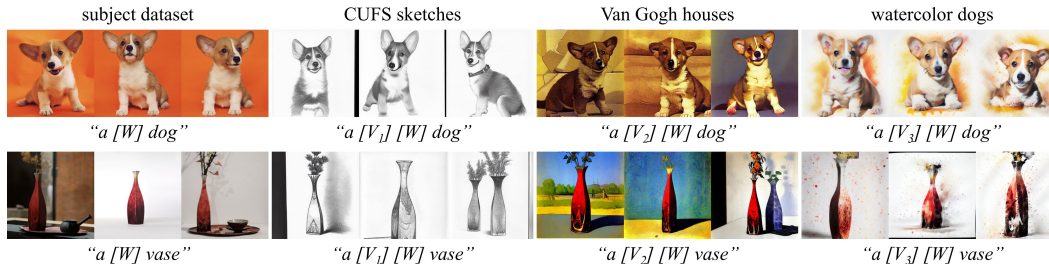 subject dataset CUFS sketches Van Gogh houses watercolor dogs
“a [W] dog” “a [V₁] [W] dog” “a [V₂] [W] dog” “a [V₃] [W] dog”
“a [W] vase” “a [V₁] [W] vase” “a [V₂] [W] vase” “a [V₃] [W] vase”